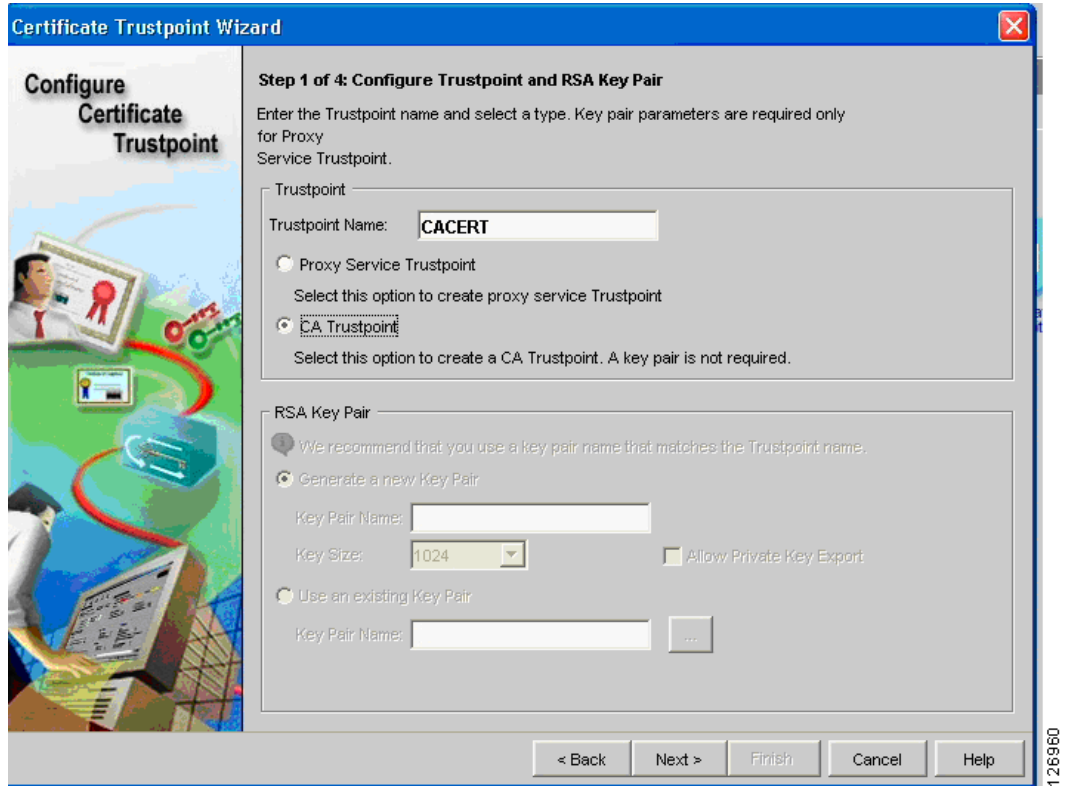 Certificate Trustpoint Wizard
Configure
Certificate
Trustpoint
Step 1 of 4: Configure Trustpoint and RSA Key Pair
Enter the Trustpoint name and select a type. Key pair parameters are required only
for Proxy
Service Trustpoint.
Trustpoint
Trustpoint Name: CACERT
Proxy Service Trustpoint
Select this option to create proxy service Trustpoint
CA Trustpoint
Select this option to create a CA Trustpoint. A key pair is not required.
RSA Key Pair
We recommend that you use a key pair name that matches the Trustpoint name.
Generate a new Key Pair
Key Pair Name:
Key Size: 1024 Allow Private Key Export
Use an existing Key Pair
Key Pair Name: ...
< Back Next > Finish Cancel Help
126960